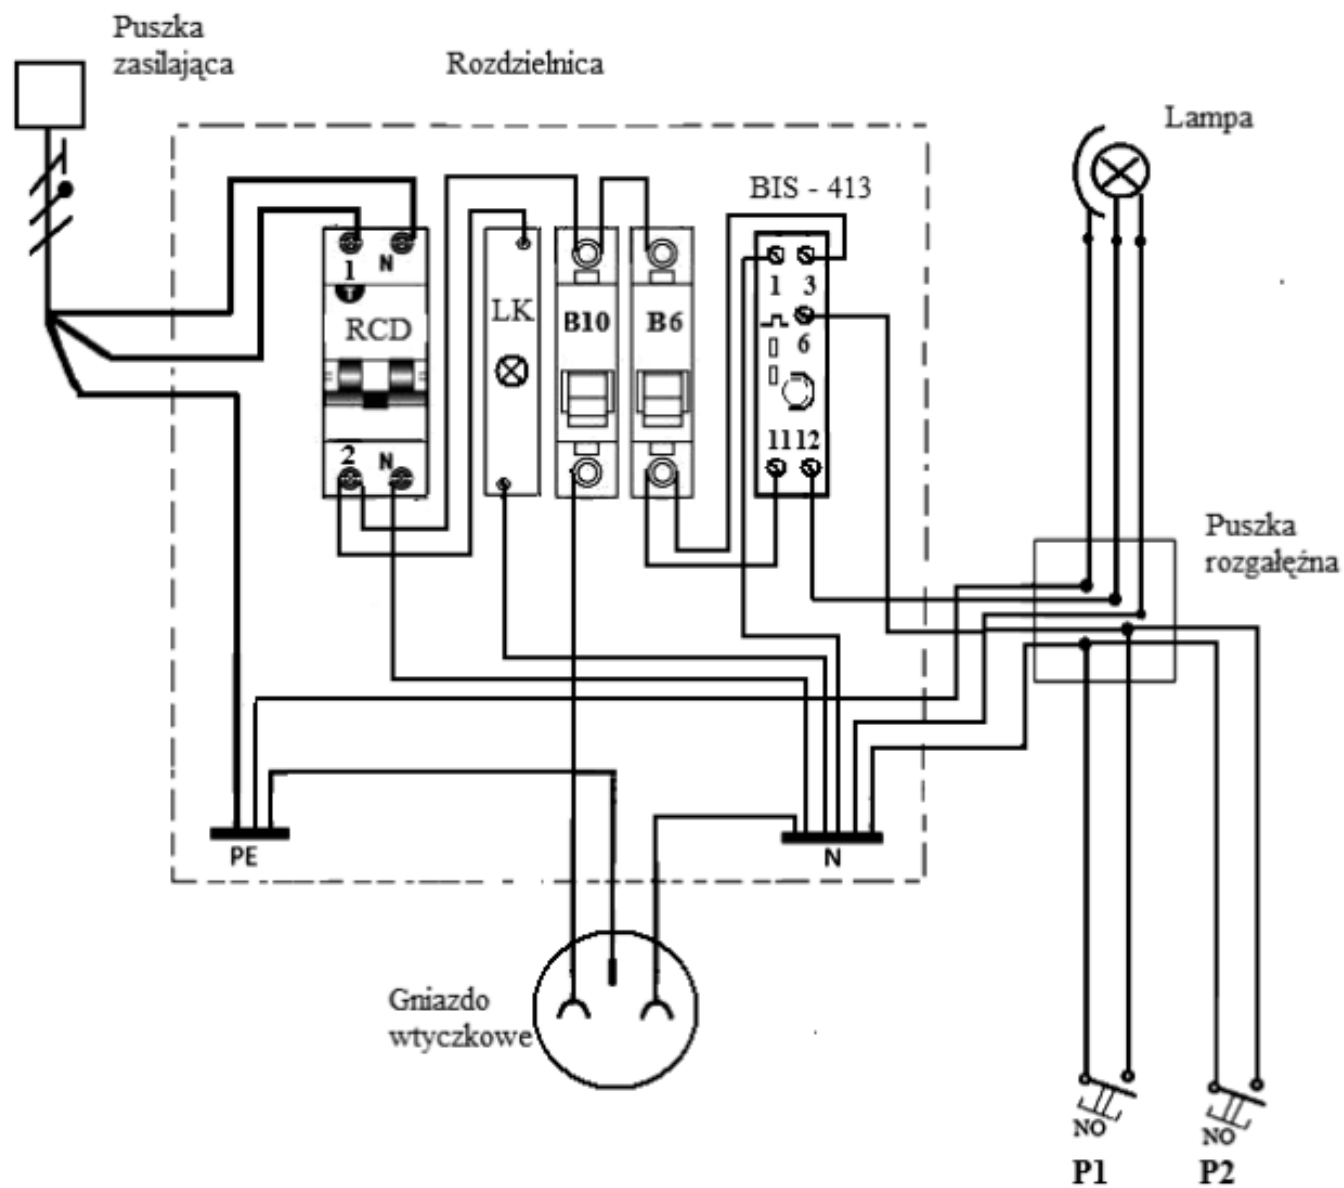 Puszka
zasilająca
Rozdzielnica
Lampa
BIS - 413
1 N
RCD
2 N
LK
B10
B6
1 3
6
11 12
Puszka
rozgałęźna
PE
N
Gniazdo
wtyczkowe
NO
P1
NO
P2